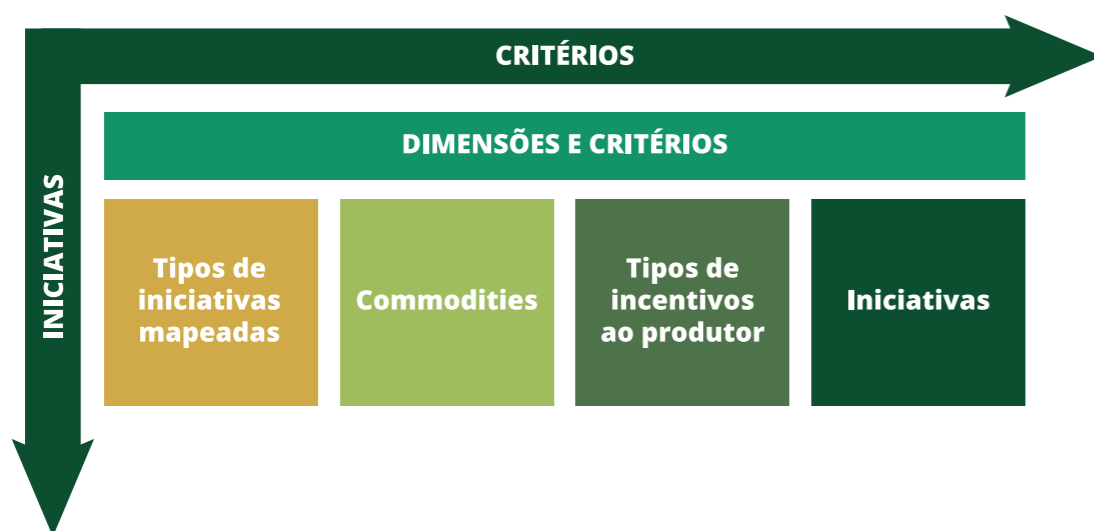 CRITÉRIOS
INICIATIVAS
DIMENSÕES E CRITÉRIOS
Tipos de
iniciativas
mapeadas
Commodities
Tipos de
incentivos
ao produtor
Iniciativas